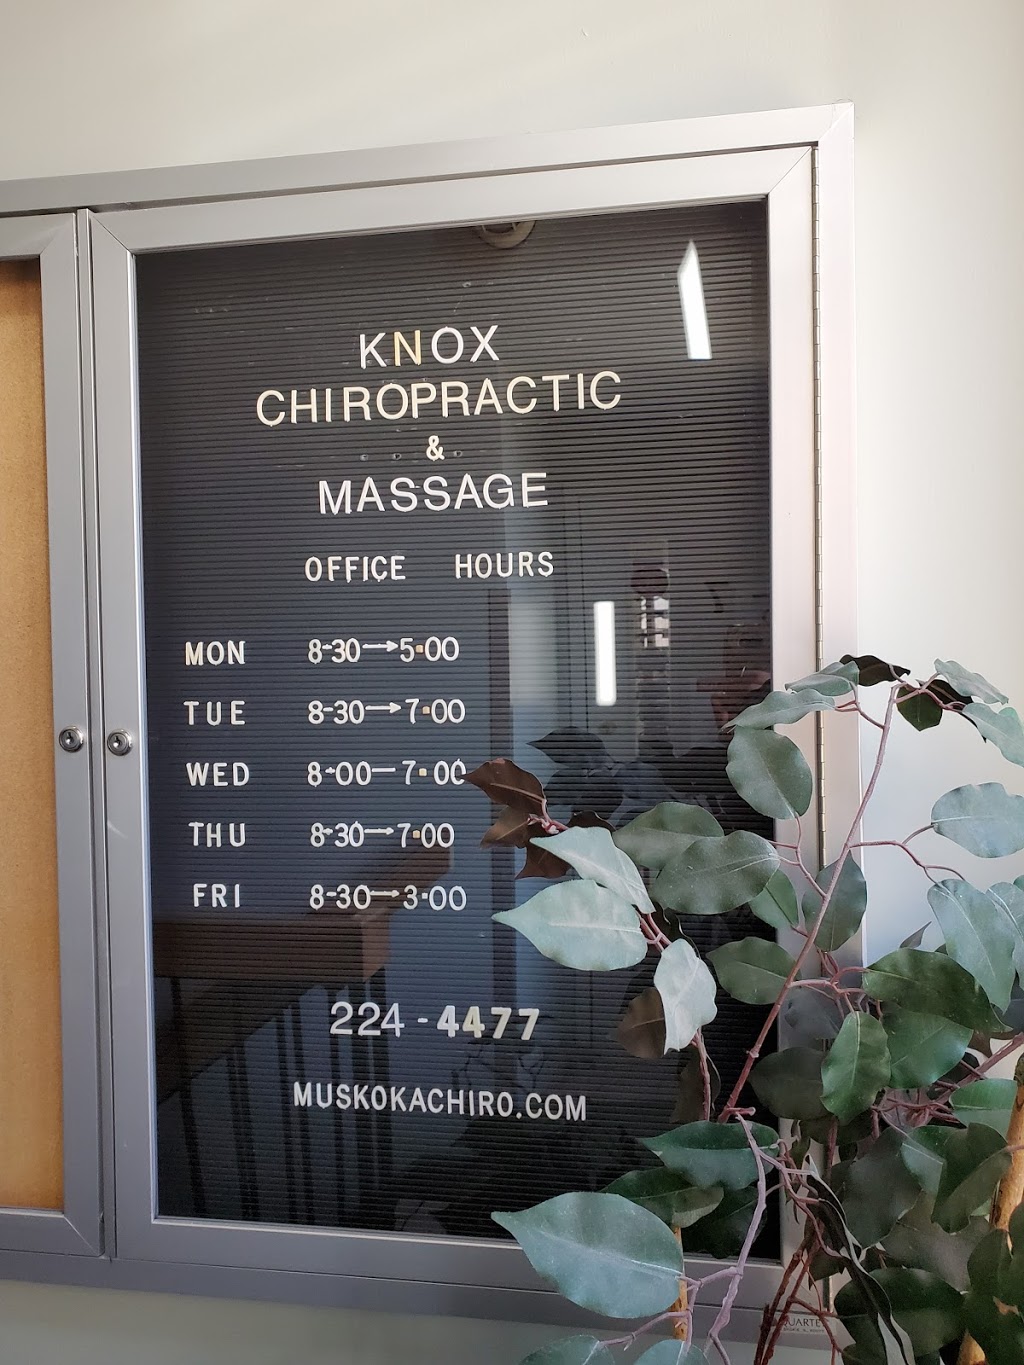 KNOX
CHIROPRACTIC
&
MASSAGE
OFFICE HOURS
MON 8-30→5·00
TUE 8-30→7·00
WED 8-00—7·00
THU 8-30→7·00
FRI 8-30→3·00
224-4477
MUSKOKACHIRO.COM